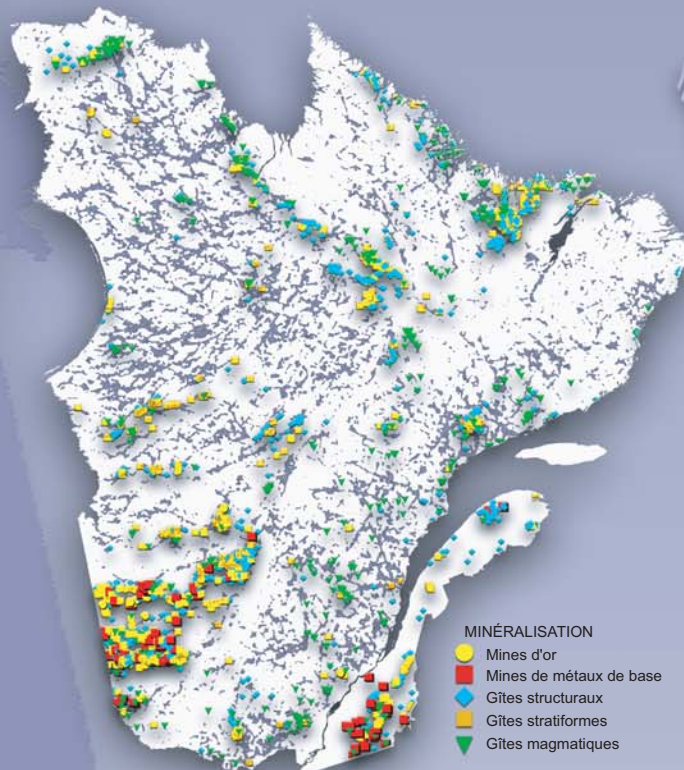 MINÉRALISATION
Mines d'or
Mines de métaux de base
Gîtes structuraux
Gîtes stratiformes
Gîtes magmatiques